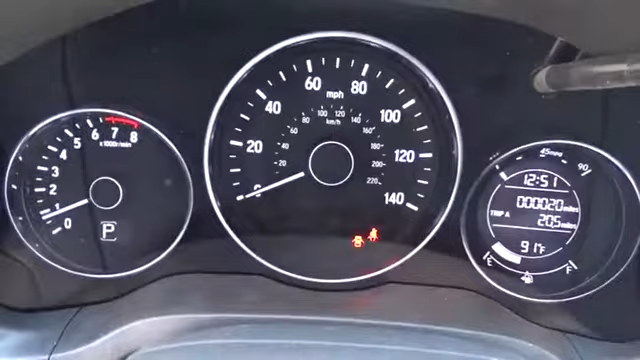 0
1
2
3
4
5
6
7
8
x1000r/min
P
20
40
60
80
100
120
140
mph
20
40
60
80
100
120
140
160
180
200
220
km/h
45mpg
90
12:51
000020miles
TRIP A
20.5miles
91°F
E
F